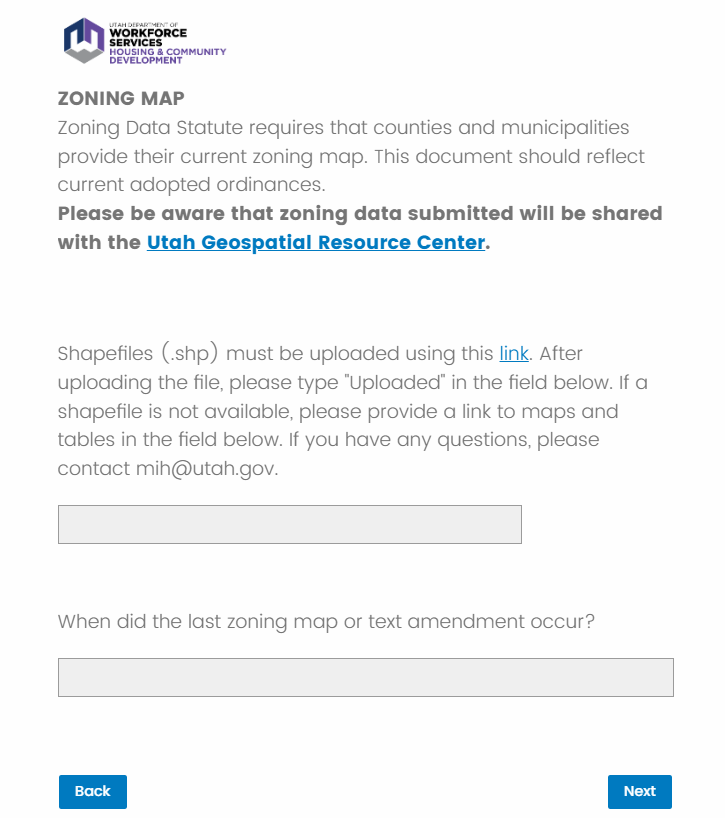 UTAH DEPARTMENT OF
WORKFORCE
SERVICES
HOUSING & COMMUNITY
DEVELOPMENT
ZONING MAP
Zoning Data Statute requires that counties and municipalities
provide their current zoning map. This document should reflect
current adopted ordinances.
Please be aware that zoning data submitted will be shared
with the Utah Geospatial Resource Center.
Shapefiles (.shp) must be uploaded using this link. After
uploading the file, please type "Uploaded" in the field below. If a
shapefile is not available, please provide a link to maps and
tables in the field below. If you have any questions, please
contact mih@utah.gov.
When did the last zoning map or text amendment occur?
Back
Next